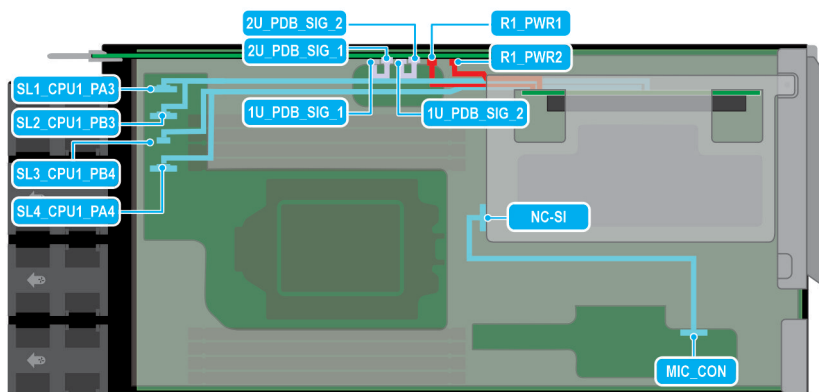 2U_PDB_SIG_2
R1_PWR1
2U_PDB_SIG_1
R1_PWR2
SL1_CPU1_PA3
1U_PDB_SIG_1
1U_PDB_SIG_2
SL2_CPU1_PB3
SL3_CPU1_PB4
SL4_CPU1_PA4
NC-SI
MIC_CON